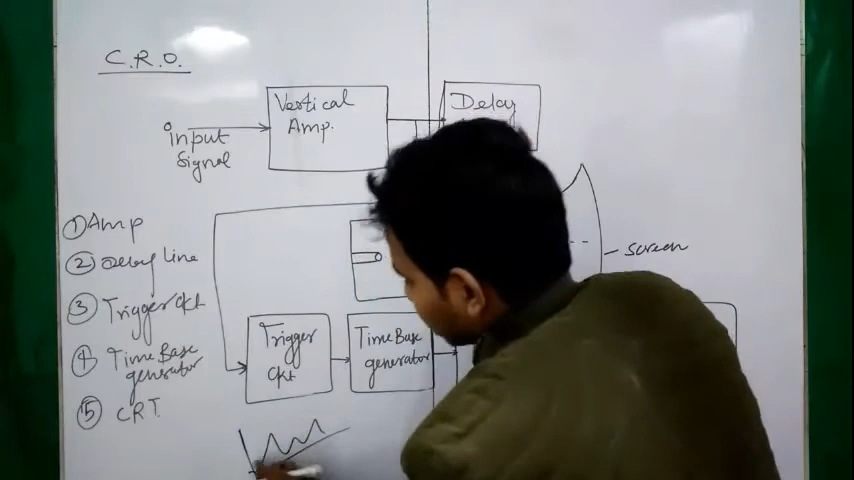 C.R.O.
Vertical
Amp.
Delay
input
Signal
① Amp
② Delay Line
③ Trigger Ckt
④ Time Base
generator
⑤ CRT.
screen
Trigger
Ckt
Time Base
generator